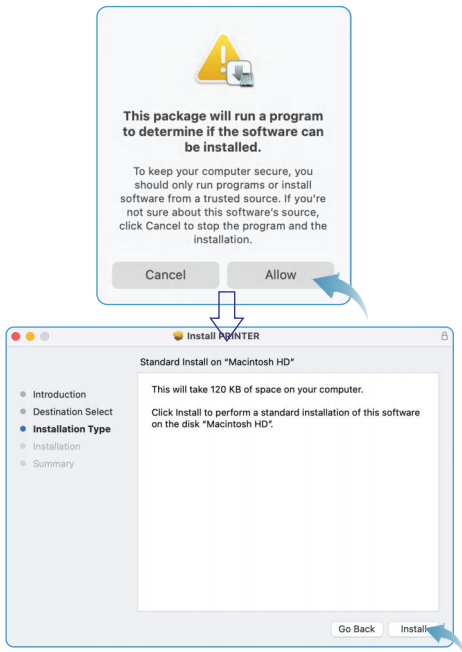 This package will run a program
to determine if the software can
be installed.
To keep your computer secure, you
should only run programs or install
software from a trusted source. If you're
not sure about this software's source,
click Cancel to stop the program and the
installation.
Cancel
Allow
Install PRINTER
Standard Install on "Macintosh HD"
Introduction
Destination Select
Installation Type
Installation
Summary
This will take 120 KB of space on your computer.
Click Install to perform a standard installation of this software
on the disk "Macintosh HD".
Go Back
Install